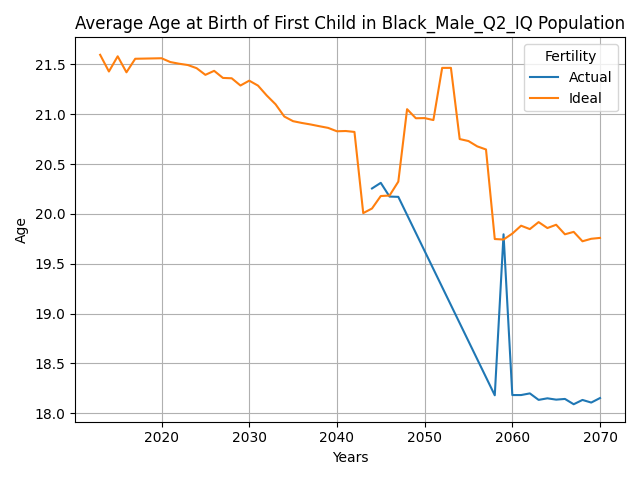 Average Age at Birth of First Child in Black_Male_Q2_IQ Population
Fertility
Actual
Ideal
Age
21.5
21.0
20.5
20.0
19.5
19.0
18.5
18.0
2020 2030 2040 2050 2060 2070
Years